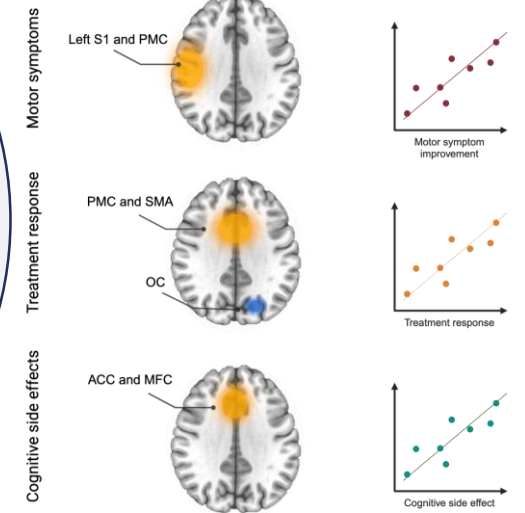 Motor symptoms
Left S1 and PMC
Motor symptom
improvement
Treatment response
PMC and SMA
OC
Treatment response
Cognitive side effects
ACC and MFC
Cognitive side effect